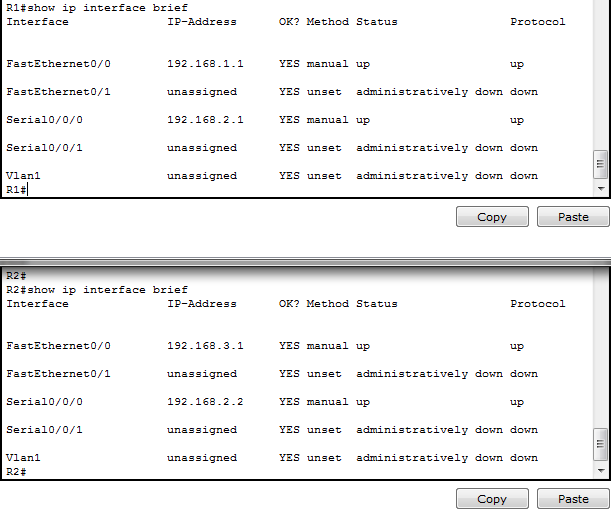 R1#show ip interface brief
Interface IP-Address OK? Method Status Protocol
FastEthernet0/0 192.168.1.1 YES manual up up
FastEthernet0/1 unassigned YES unset administratively down down
Serial0/0/0 192.168.2.1 YES manual up up
Serial0/0/1 unassigned YES unset administratively down down
Vlan1 unassigned YES unset administratively down down
R1#
Copy Paste
R2#
R2#show ip interface brief
Interface IP-Address OK? Method Status Protocol
FastEthernet0/0 192.168.3.1 YES manual up up
FastEthernet0/1 unassigned YES unset administratively down down
Serial0/0/0 192.168.2.2 YES manual up up
Serial0/0/1 unassigned YES unset administratively down down
Vlan1 unassigned YES unset administratively down down
R2#
Copy Paste